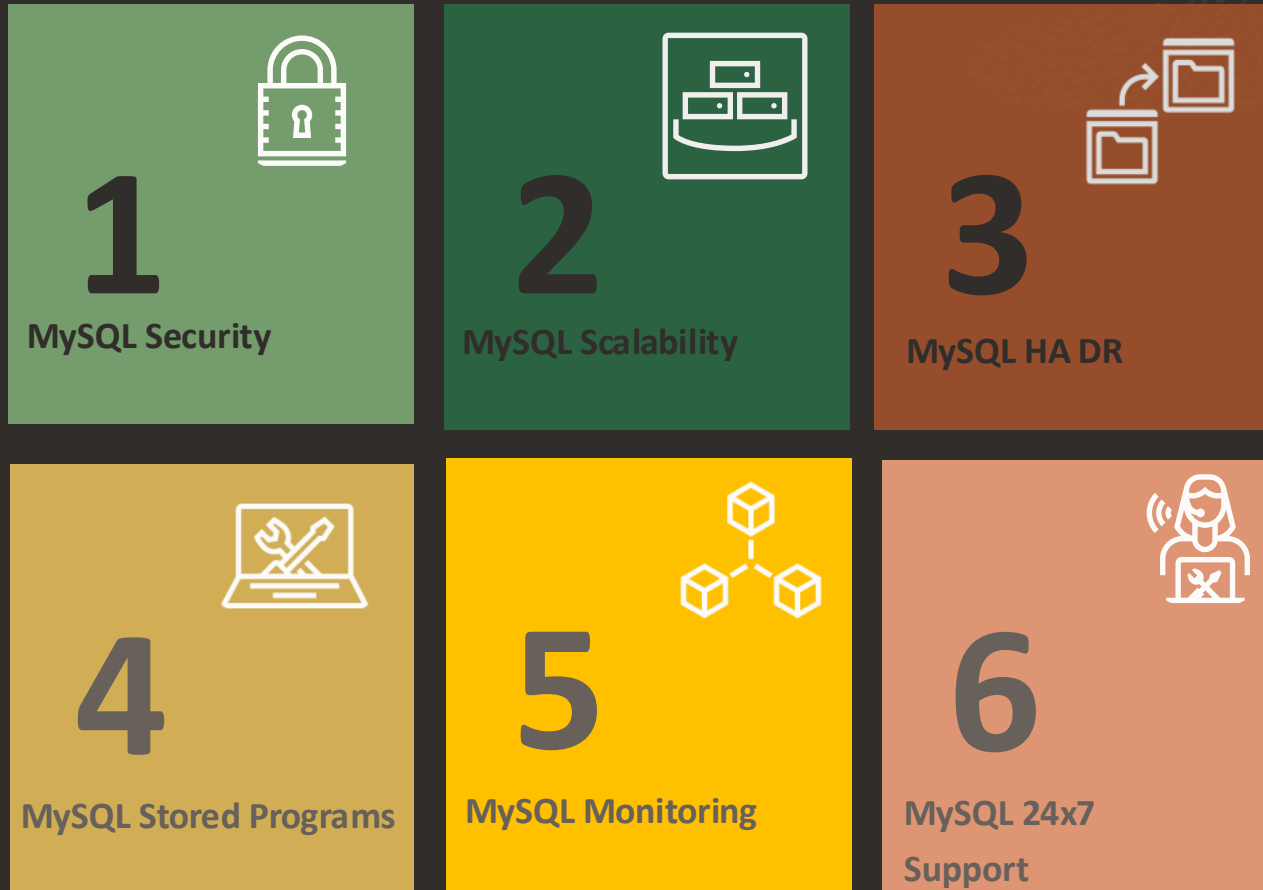 1
MySQL Security
2
MySQL Scalability
3
MySQL HA DR
4
MySQL Stored Programs
5
MySQL Monitoring
6
MySQL 24x7
Support